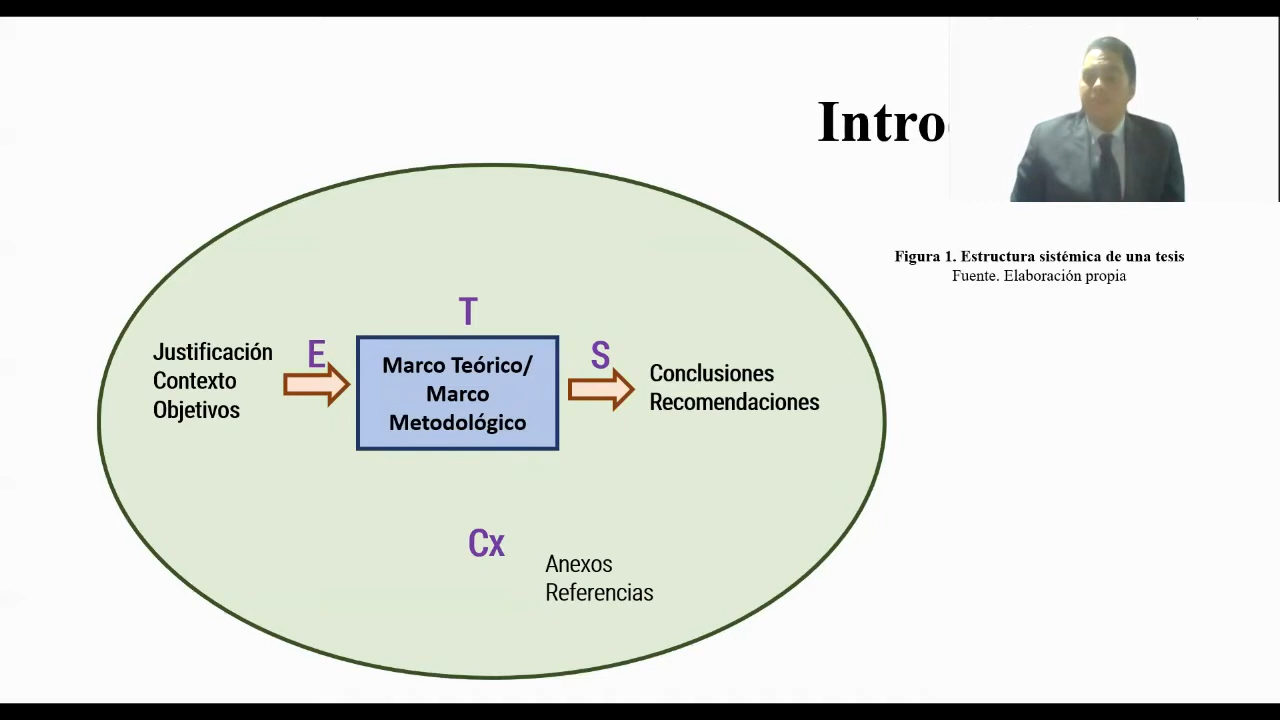 Intro
Figura 1. Estructura sistémica de una tesis
Fuente. Elaboración propia
T
Justificación
Contexto
Objetivos
E
Marco Teórico/
Marco
Metodológico
S
Conclusiones
Recomendaciones
Cx
Anexos
Referencias